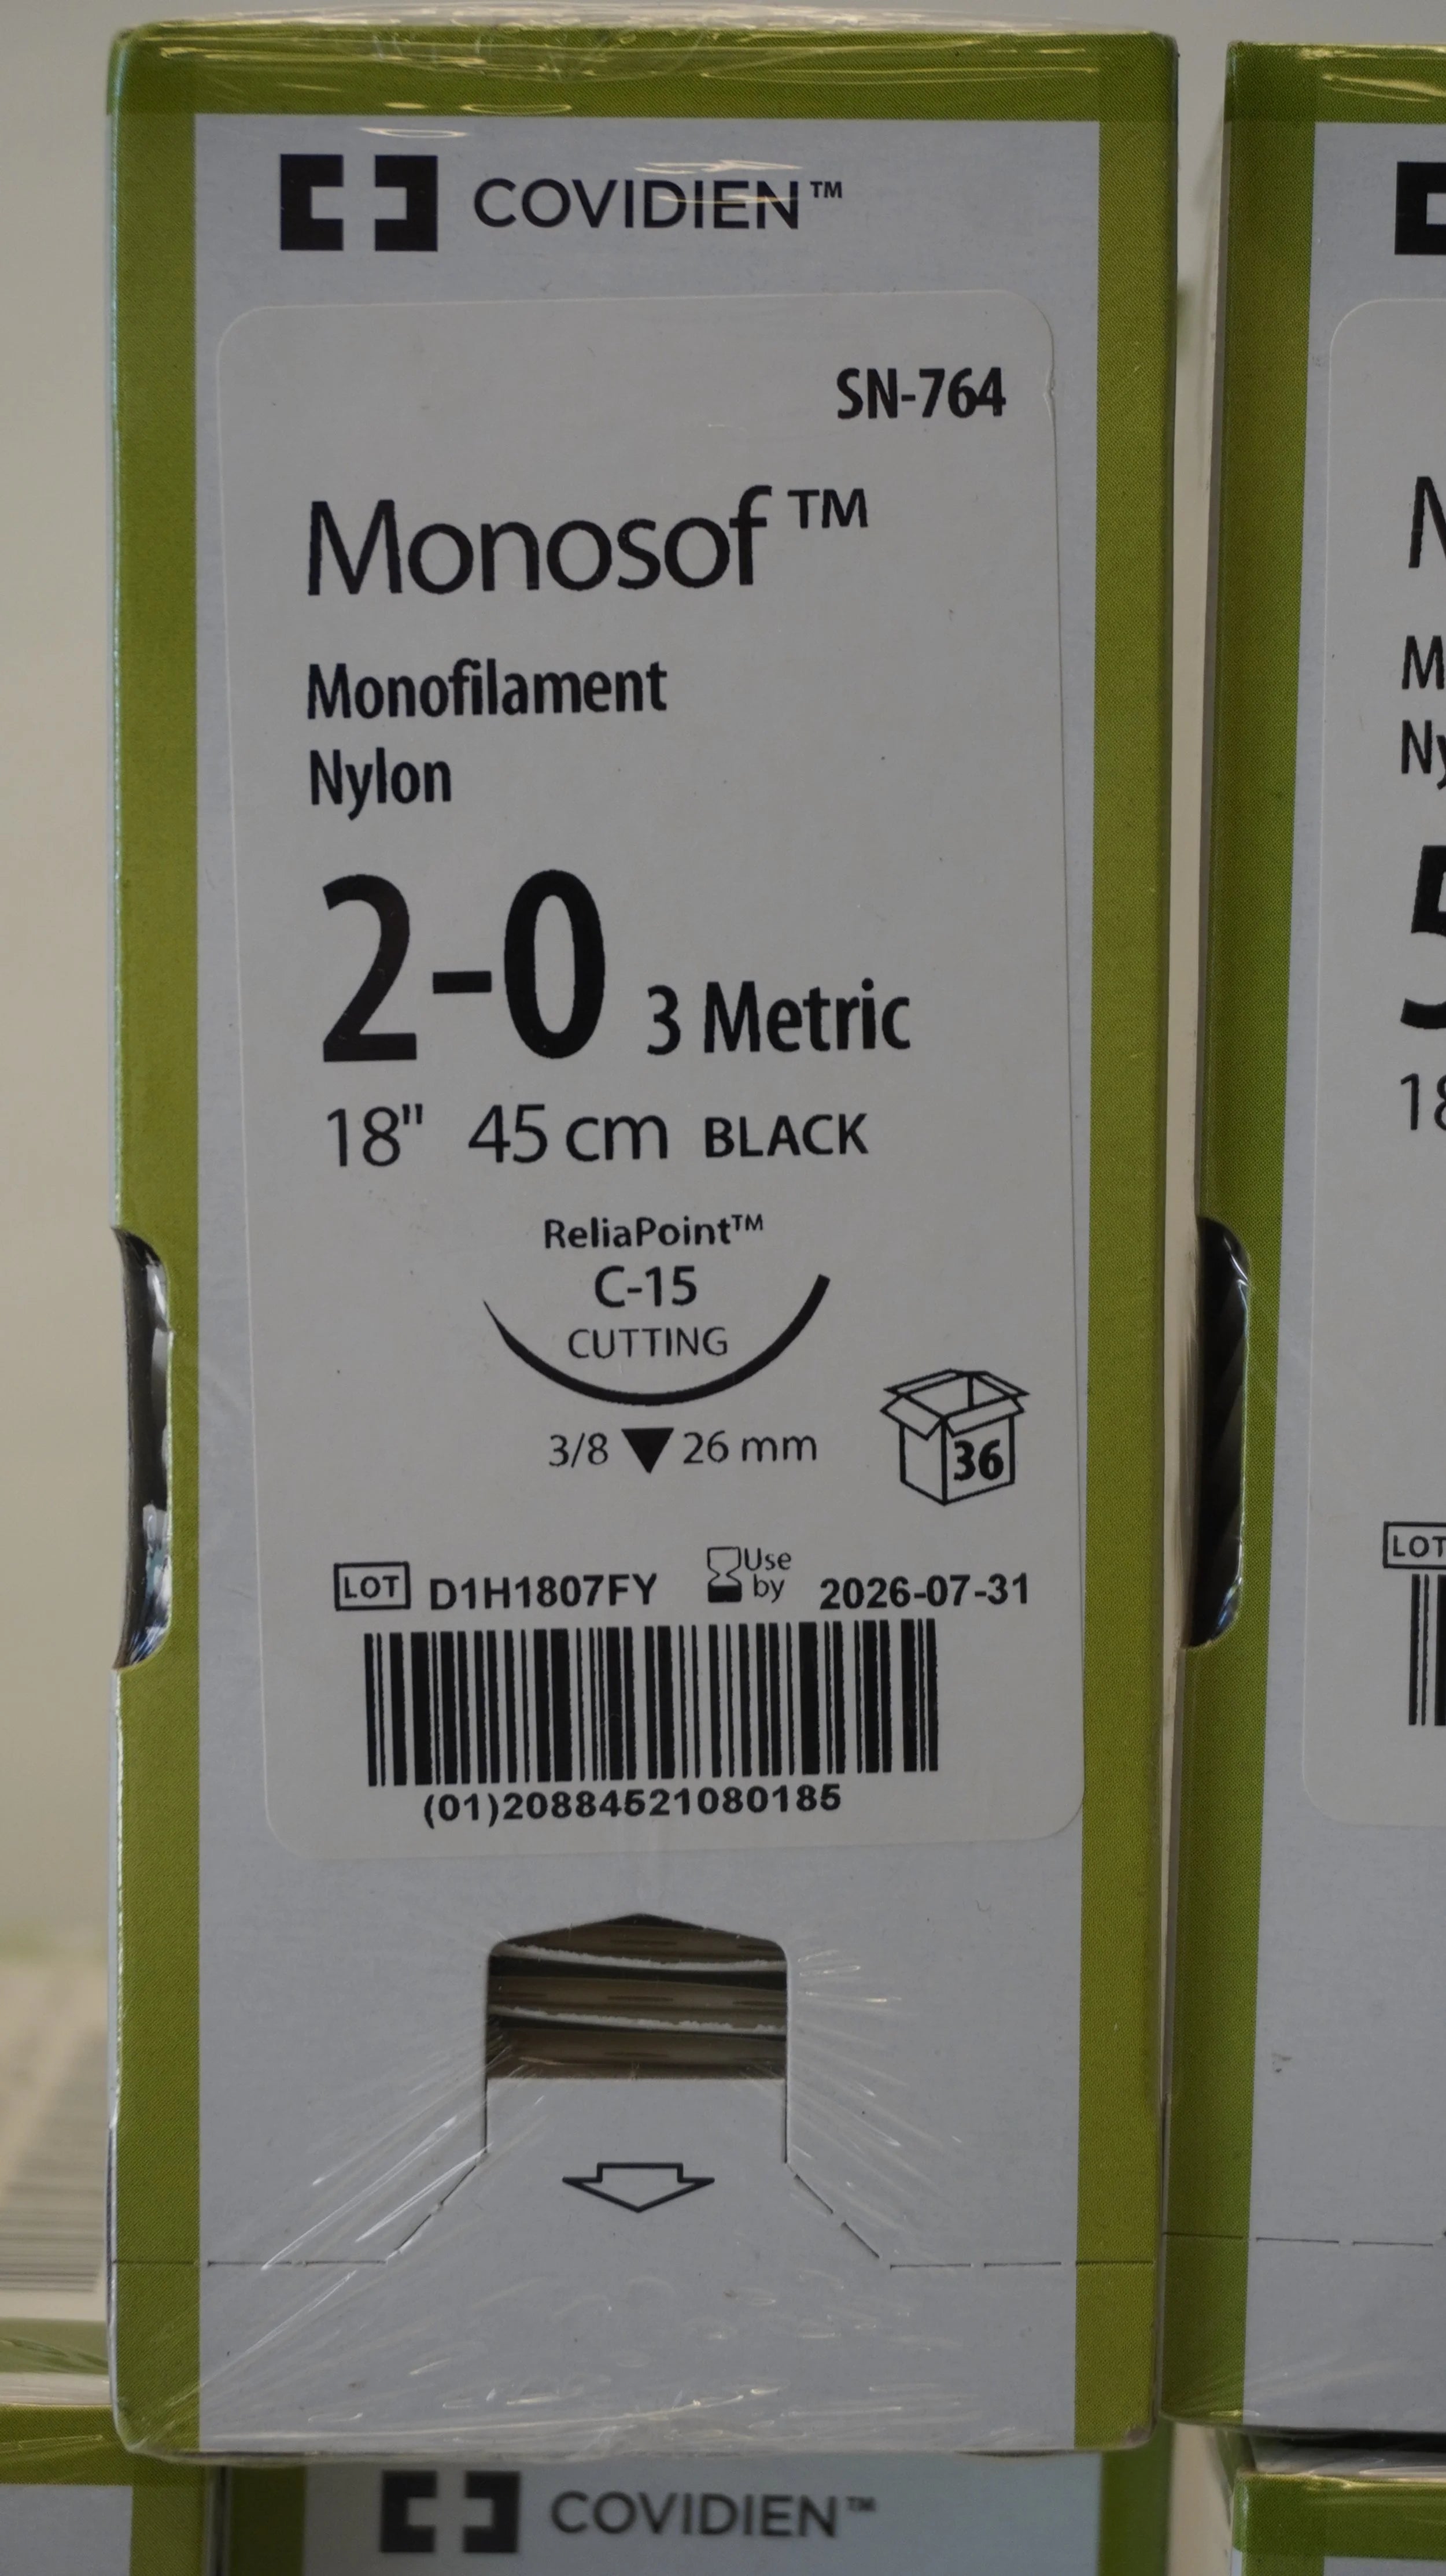 COVIDIEN™
SN-764
Monosof™
Monofilament
Nylon
2-0 3 Metric
18" 45 cm BLACK
ReliaPoint™
C-15
CUTTING
3/8 26 mm
36
LOT D1H1807FY Use by 2026-07-31
(01)20884521080185
COVIDIEN™
LOT